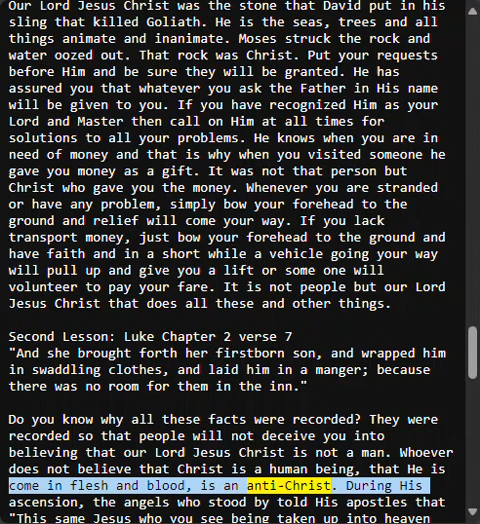 Our Lord Jesus Christ was the stone that David put in his
sling that killed Goliath. He is the seas, trees and all
things animate and inanimate. Moses struck the rock and
water oozed out. That rock was Christ. Put your requests
before Him and be sure they will be granted. He has
assured you that whatever you ask the Father in His name
will be given to you. If you have recognized Him as your
Lord and Master then call on Him at all times for
solutions to all your problems. He knows when you are in
need of money and that is why when you visited someone he
gave you money as a gift. It was not that person but
Christ who gave you the money. Whenever you are stranded
or have any problem, simply bow your forehead to the
ground and relief will come your way. If you lack
transport money, just bow your forehead to the ground and
have faith and in a short while a vehicle going your way
will pull up and give you a lift or some one will
volunteer to pay your fare. It is not people but our Lord
Jesus Christ that does all these and other things.
Second Lesson: Luke Chapter 2 verse 7
"And she brought forth her firstborn son, and wrapped him
in swaddling clothes, and laid him in a manger; because
there was no room for them in the inn."
Do you know why all these facts were recorded? They were
recorded so that people will not deceive you into
believing that our Lord Jesus Christ is not a man. Whoever
does not believe that Christ is a human being, that He is
come in flesh and blood, is an anti-Christ. During His
ascension, the angels who stood by told His apostles that
"This same Jesus who you see being taken up into heaven